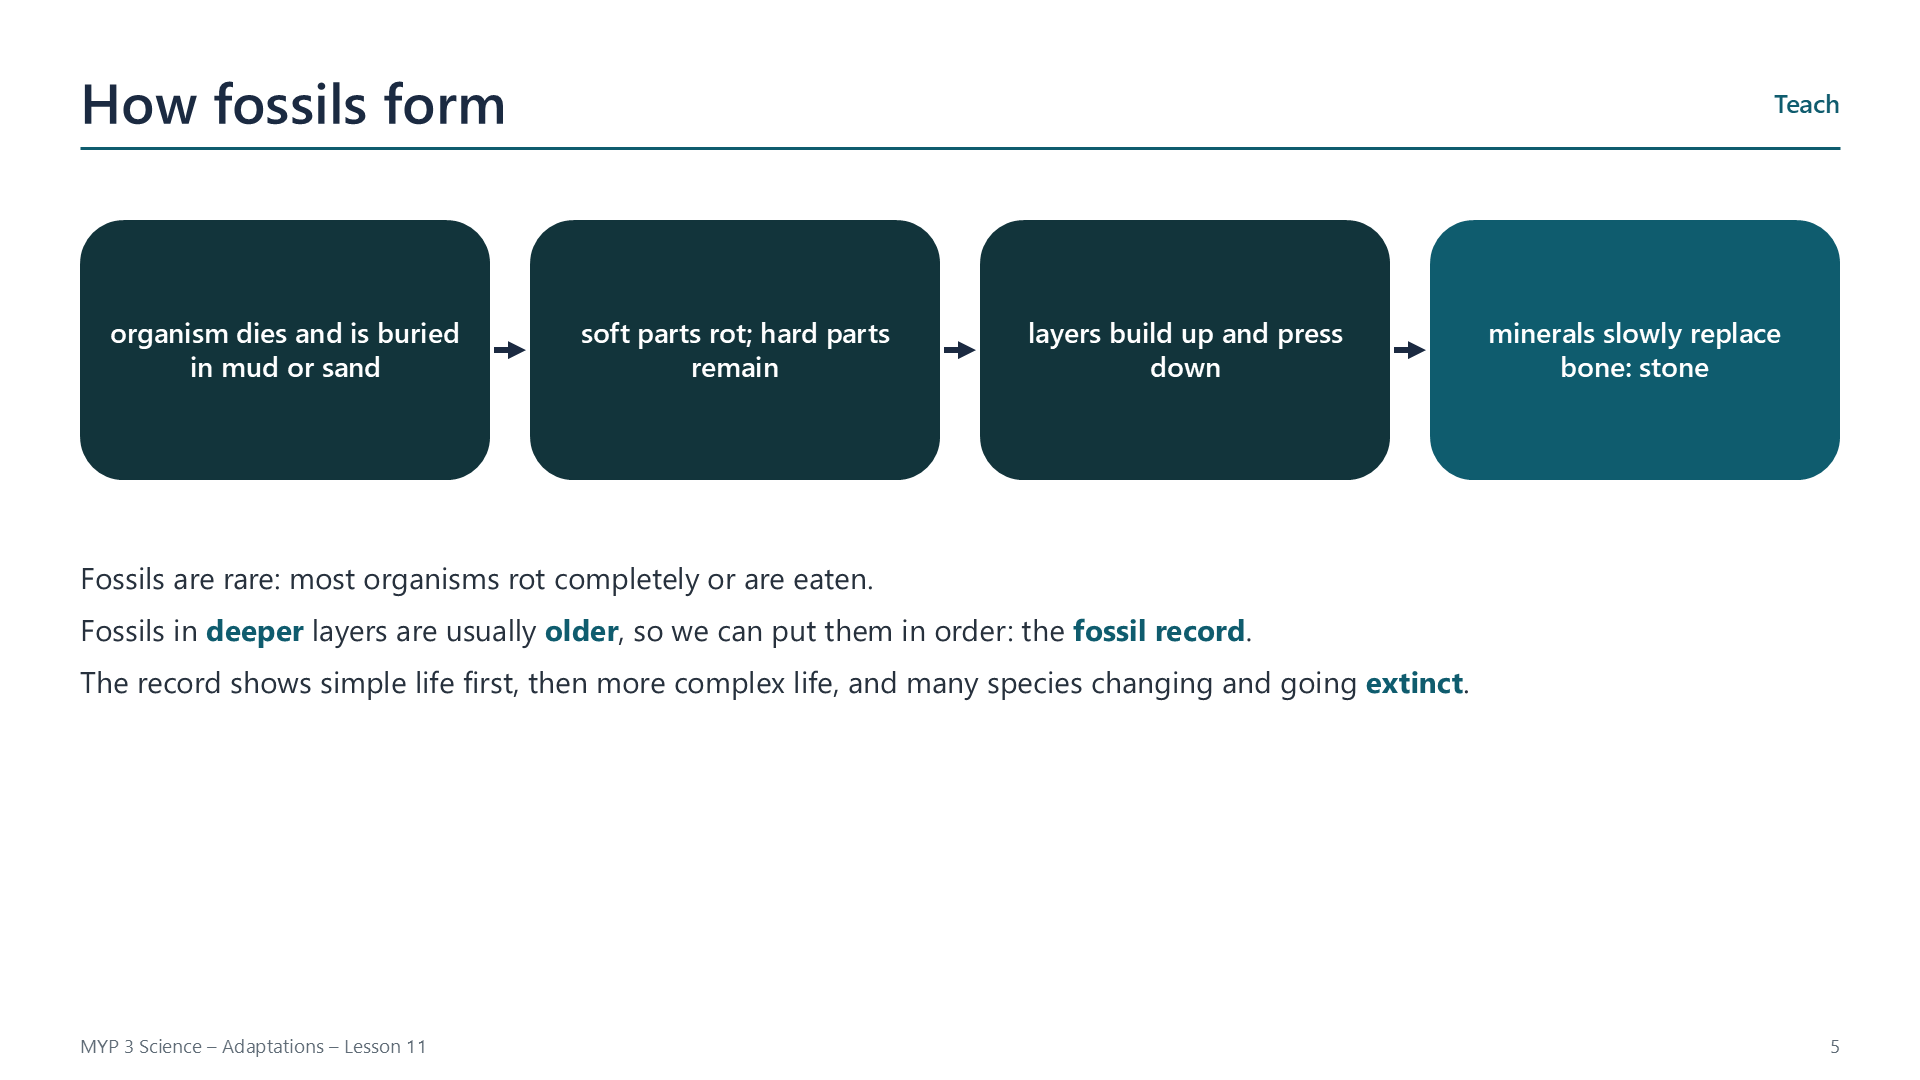 How fossils form
Teach
organism dies and is buried
in mud or sand
soft parts rot; hard parts
remain
layers build up and press
down
minerals slowly replace
bone: stone
Fossils are rare: most organisms rot completely or are eaten.
Fossils in deeper layers are usually older, so we can put them in order: the fossil record.
The record shows simple life first, then more complex life, and many species changing and going extinct.
MYP 3 Science – Adaptations – Lesson 11
5